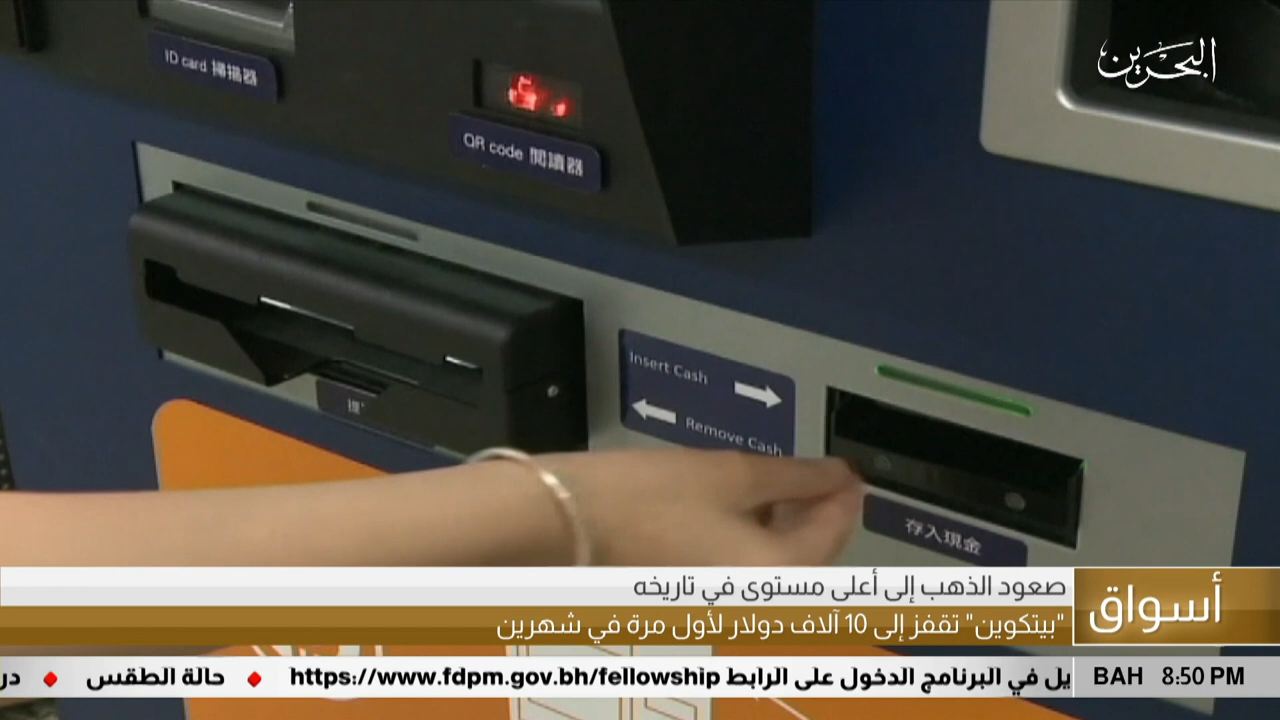 البحرين
ID card 掃描器
QR code 閱讀器
Insert Cash
Remove Cash
存入現金
صعود الذهب إلى أعلى مستوى في تاريخه
أسواق
"بيتكوين" تقفز إلى 10 آلاف دولار لأول مرة في شهرين
يل في البرنامج الدخول على الرابط https://www.fdpm.gov.bh/fellowship ♦ حالة الطقس ♦ در
BAH 8:50 PM